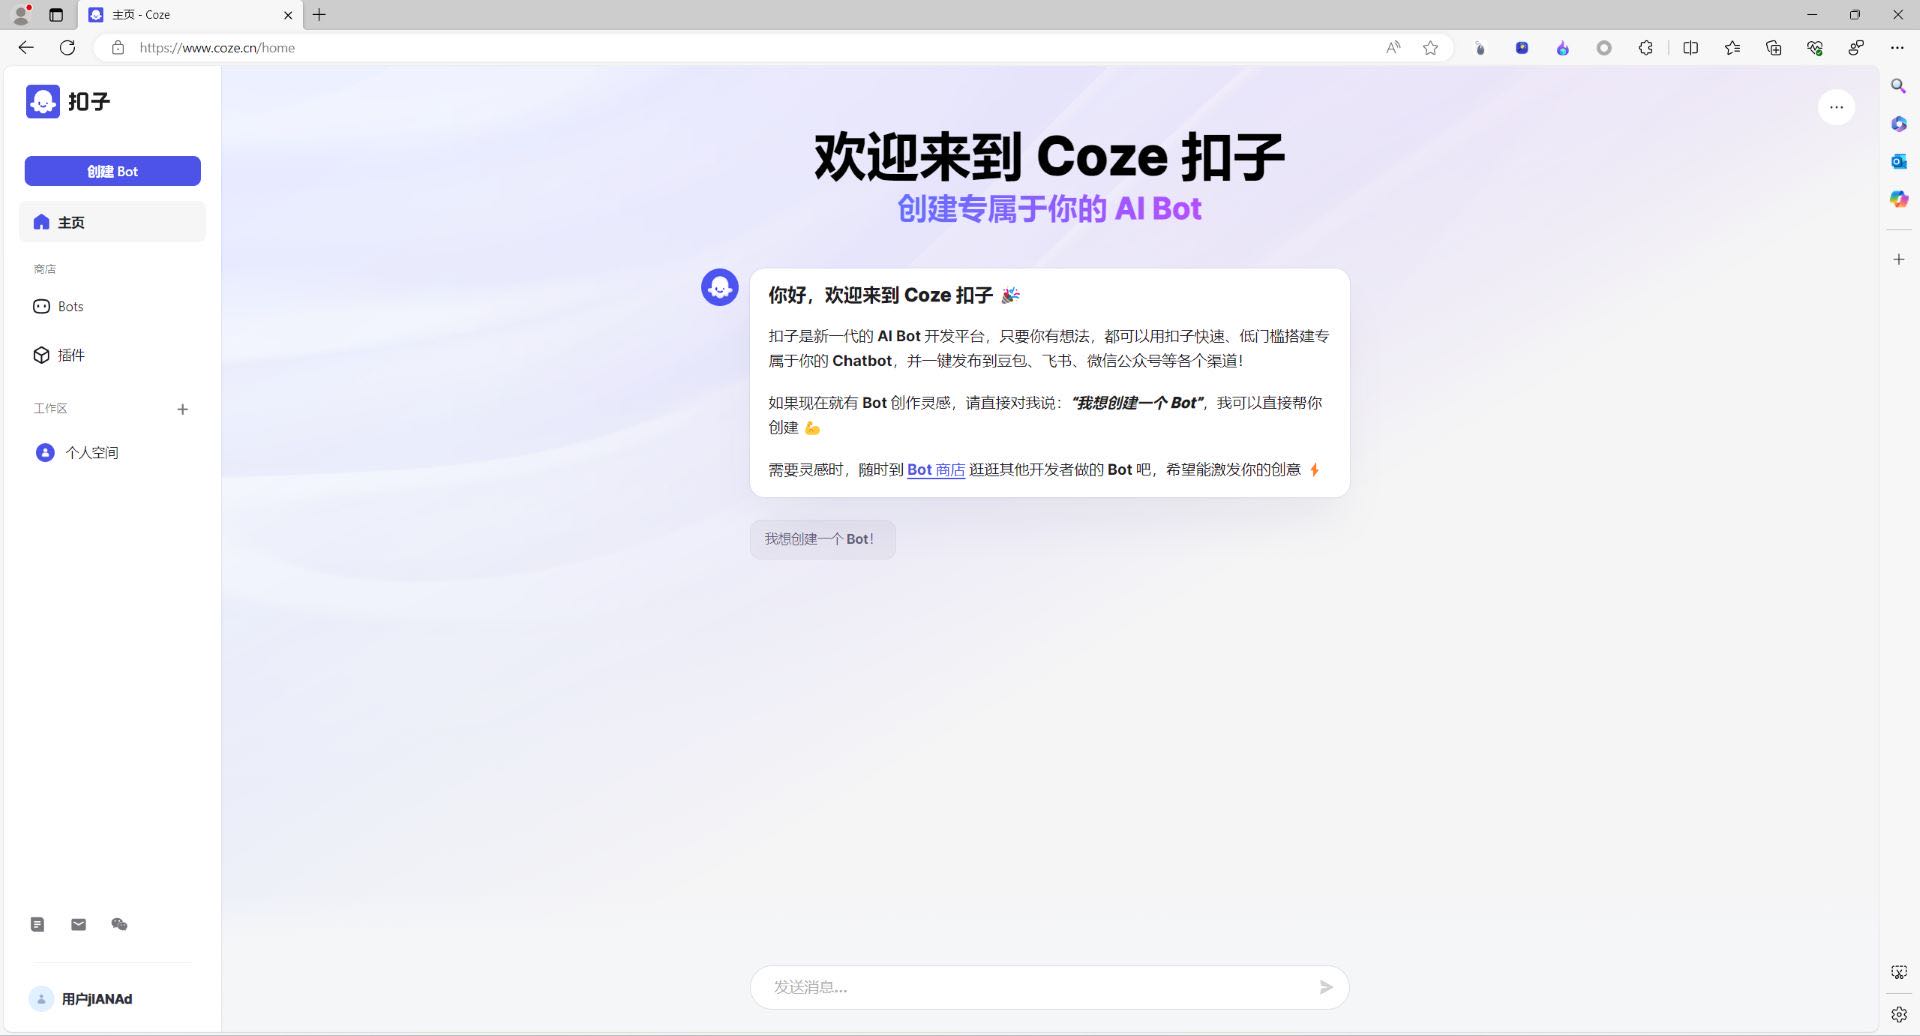 主页 - Coze
https://www.coze.cn/home
扣子
创建 Bot
主页
商店
Bots
插件
工作区
个人空间
用户jIANAd
欢迎来到 Coze 扣子
创建专属于你的 AI Bot
你好，欢迎来到 Coze 扣子 🎉
扣子是新一代的 AI Bot 开发平台，只要你有想法，都可以用扣子快速、低门槛搭建专
属于你的 Chatbot，并一键发布到豆包、飞书、微信公众号等各个渠道！
如果现在就有 Bot 创作灵感，请直接对我说：“我想创建一个 Bot”，我可以直接帮你
创建 💪
需要灵感时，随时到 Bot 商店 逛逛其他开发者做的 Bot 吧，希望能激发你的创意 ⚡
我想创建一个 Bot！
发送消息...